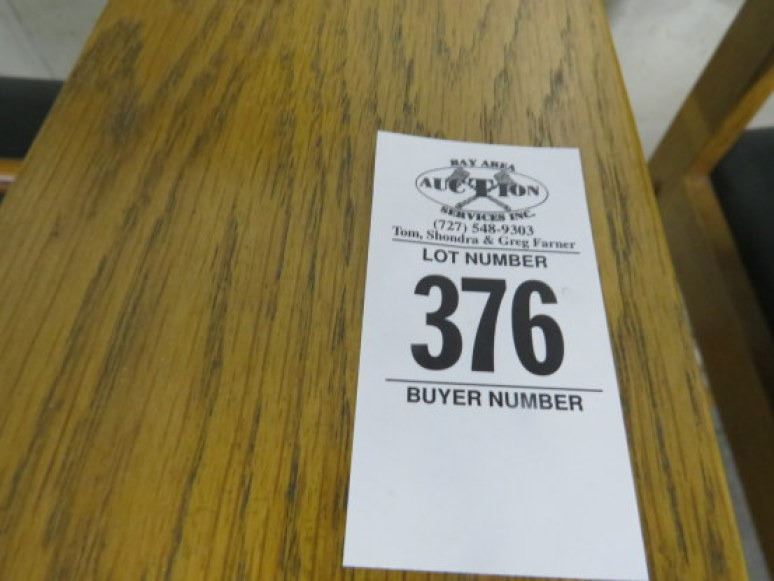 BAY AREA
AUCTION
SERVICES INC.
(727) 548-9303
Tom, Shondra & Greg Farner
LOT NUMBER
376
BUYER NUMBER